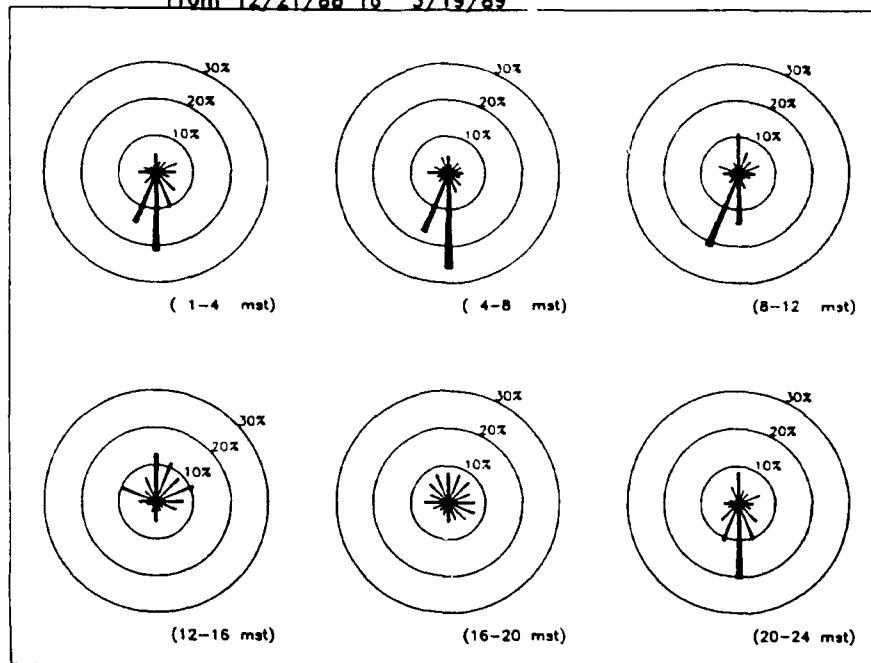 from 12/21/88 to 3/19/89
30%
20%
10%
30%
20%
10%
30%
20%
10%
( 1-4 mst)
( 4-8 mst)
(8-12 mst)
30%
20%
10%
30%
20%
10%
30%
20%
10%
(12-16 mst)
(16-20 mst)
(20-24 mst)